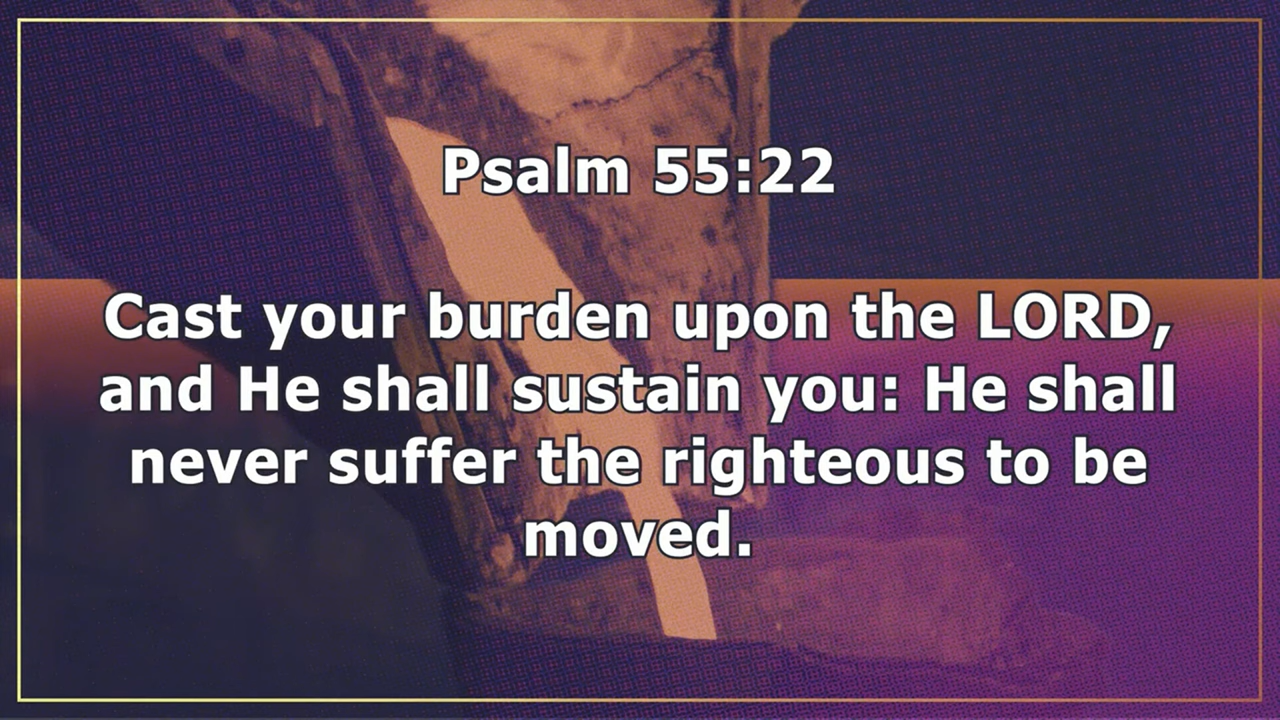 Psalm 55:22
Cast your burden upon the LORD,
and He shall sustain you: He shall
never suffer the righteous to be
moved.